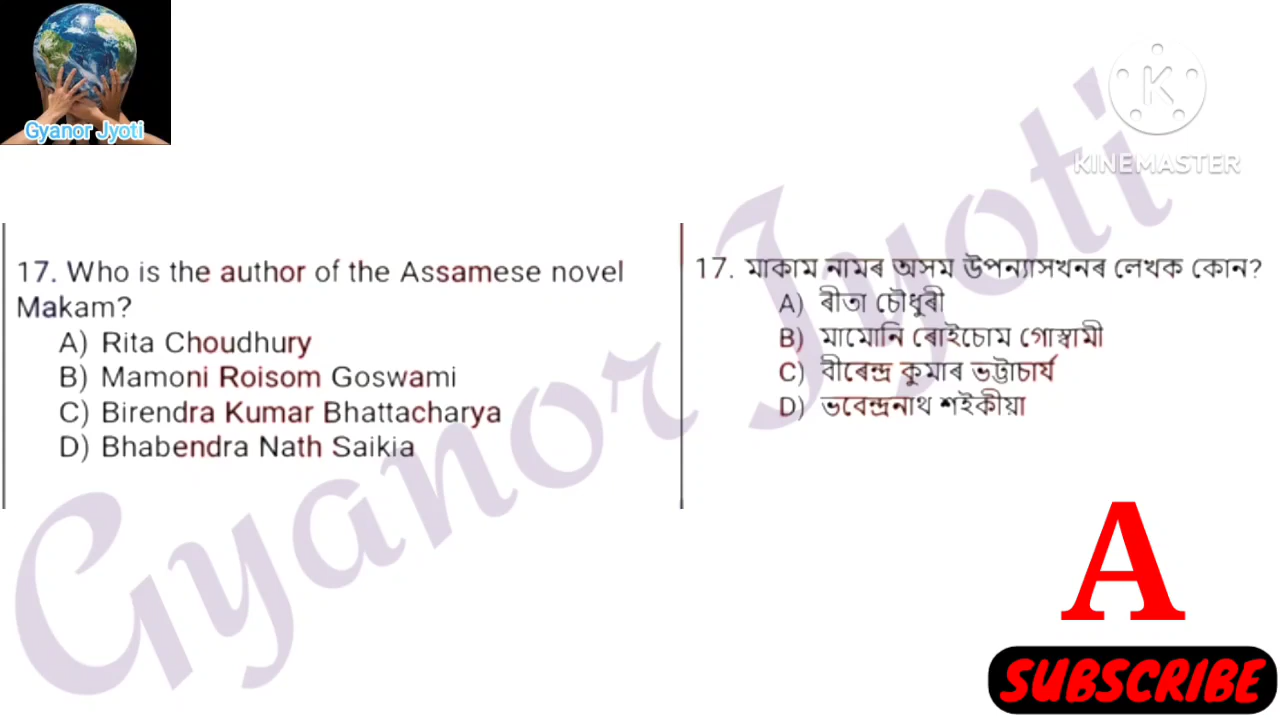 Gyanor Jyoti
K
KINEMASTER
17. Who is the author of the Assamese novel
Makam?
A) Rita Choudhury
B) Mamoni Roisom Goswami
C) Birendra Kumar Bhattacharya
D) Bhabendra Nath Saikia
17. মাকাম নামৰ অসম উপন্যাসখনৰ লেখক কোন?
A) ৰীতা চৌধুৰী
B) মামোনি ৰোইচোম গোস্বামী
C) বীৰেন্দ্ৰ কুমাৰ ভট্টাচাৰ্য
D) ভবেন্দ্ৰনাথ শইকীয়া
Gyanor Jyoti
A
SUBSCRIBE